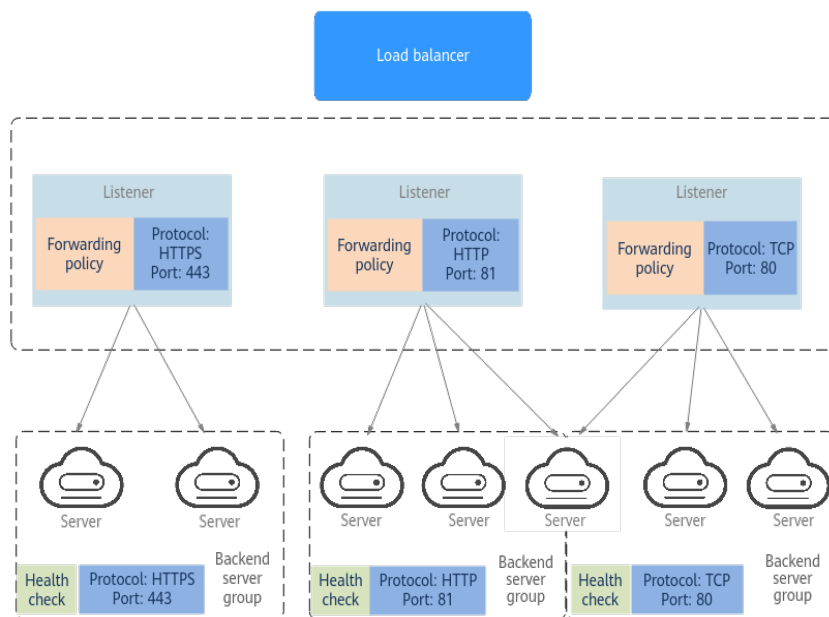 Load balancer
Listener
Forwarding
policy
Protocol:
HTTPS
Port: 443
Listener
Forwarding
policy
Protocol:
HTTP
Port: 81
Listener
Forwarding
policy
Protocol: TCP
Port: 80
Server
Server
Health
check
Protocol: HTTPS
Port: 443
Backend
server
group
Server
Server
Server
Health
check
Protocol: HTTP
Port: 81
Backend
server
group
Server
Server
Health
check
Protocol: TCP
Port: 80
Backend
server
group